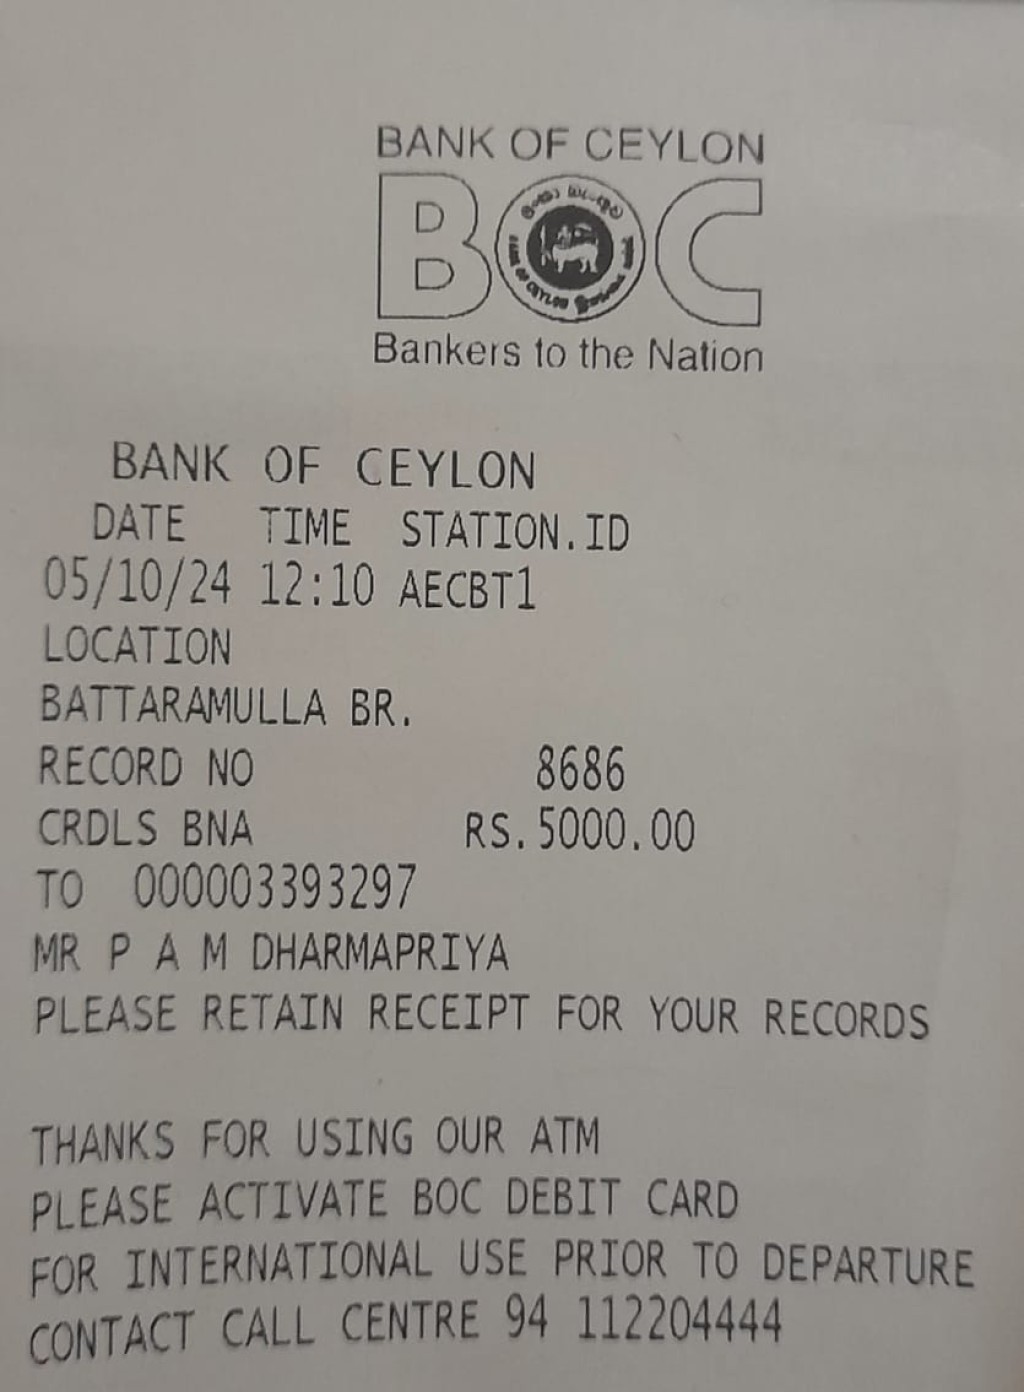 BANK OF CEYLON
BOC
BANK OF CEYLON
Bankers to the Nation
BANK OF CEYLON
DATE TIME STATION.ID
05/10/24 12:10 AECBT1
LOCATION
BATTARAMULLA BR.
RECORD NO 8686
CRDLS BNA RS.5000.00
TO 000003393297
MR P A M DHARMAPRIYA
PLEASE RETAIN RECEIPT FOR YOUR RECORDS
THANKS FOR USING OUR ATM
PLEASE ACTIVATE BOC DEBIT CARD
FOR INTERNATIONAL USE PRIOR TO DEPARTURE
CONTACT CALL CENTRE 94 112204444